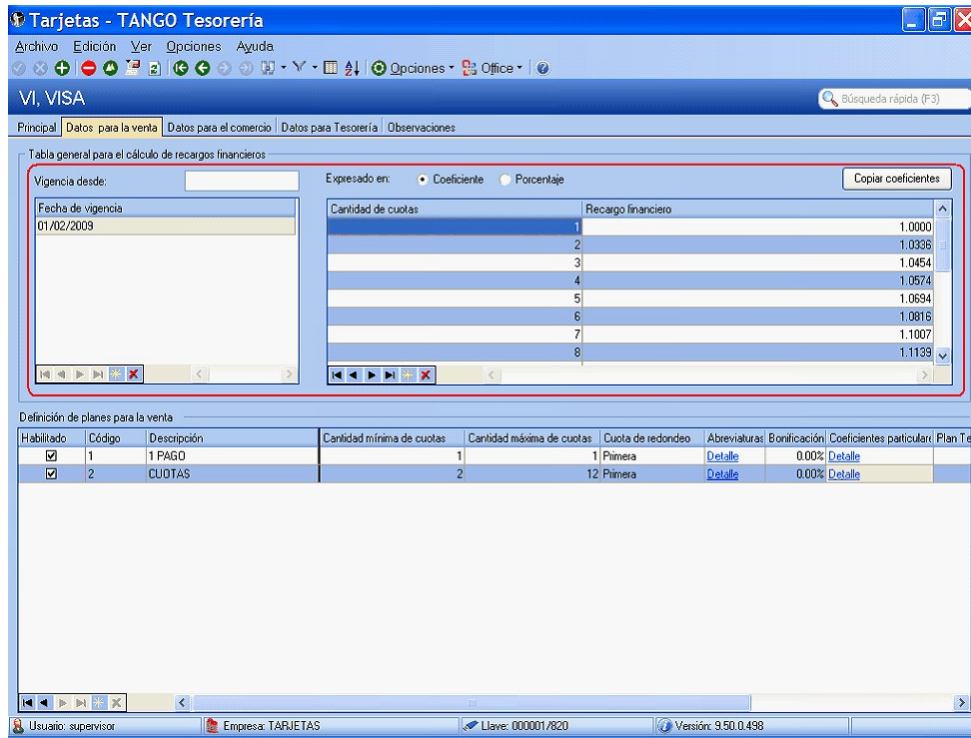 Tarjetas - TANGO Tesorería
Archivo Edición Ver Opciones Ayuda
Opciones Office
VI, VISA Búsqueda rápida (F3)
Principal Datos para la venta Datos para el comercio Datos para Tesorería Observaciones
Tabla general para el cálculo de recargos financieros
Vigencia desde: Expresado en: Coeficiente Porcentaje Copiar coeficientes
Fecha de vigencia Cantidad de cuotas Recargo financiero
01/02/2009 1 1.0000
2 1.0336
3 1.0454
4 1.0574
5 1.0694
6 1.0816
7 1.1007
8 1.1139
Definición de planes para la venta
Habilitado Código Descripción Cantidad mínima de cuotas Cantidad máxima de cuotas Cuota de redondeo Abreviaturas Bonificación Coeficientes particular Plan Te
1 1 PAGO 1 1 Primera Detalle 0.00% Detalle
2 CUOTAS 2 12 Primera Detalle 0.00% Detalle
Usuario: supervisor Empresa: TARJETAS Llave: 000001/820 Versión: 9.50.0.498